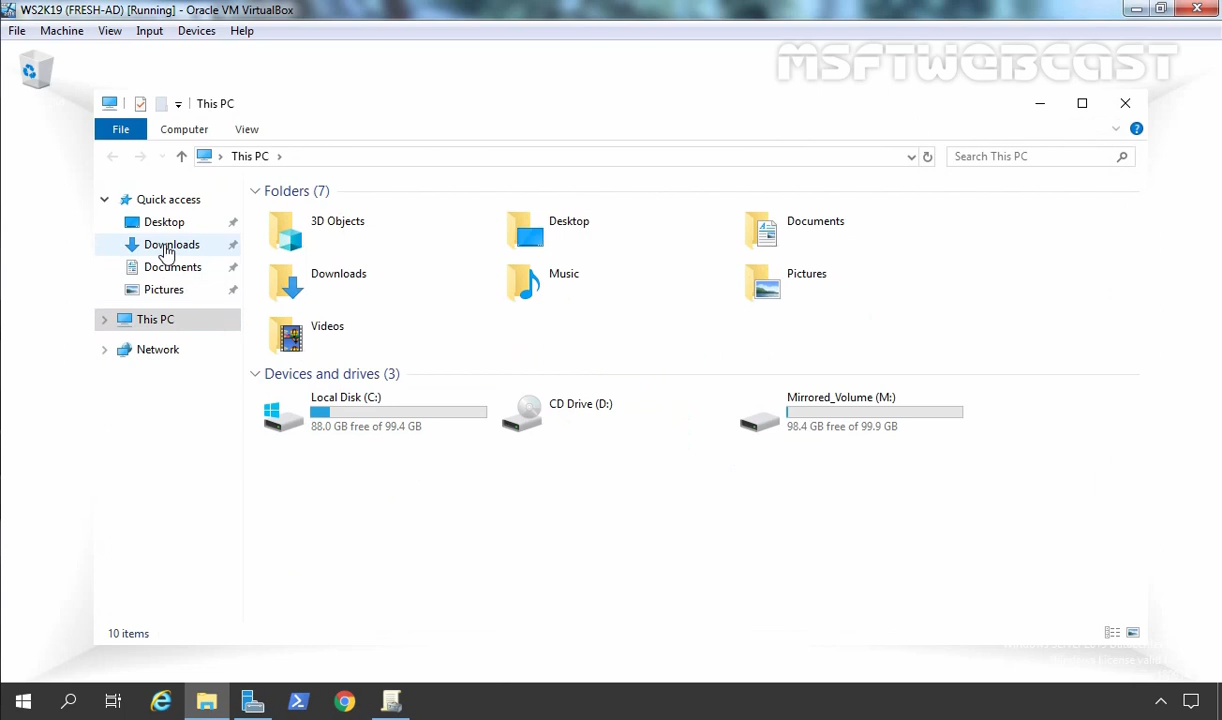 WS2K19 (FRESH-AD) [Running] - Oracle VM VirtualBox
File Machine View Input Devices Help
MSFTWEBCAST
This PC
File Computer View
This PC
Search This PC
Quick access
Desktop
Downloads
Documents
Pictures
This PC
Network
Folders (7)
3D Objects
Desktop
Documents
Downloads
Music
Pictures
Videos
Devices and drives (3)
Local Disk (C:)
88.0 GB free of 99.4 GB
CD Drive (D:)
Mirrored_Volume (M:)
98.4 GB free of 99.9 GB
10 items
Windows License valid